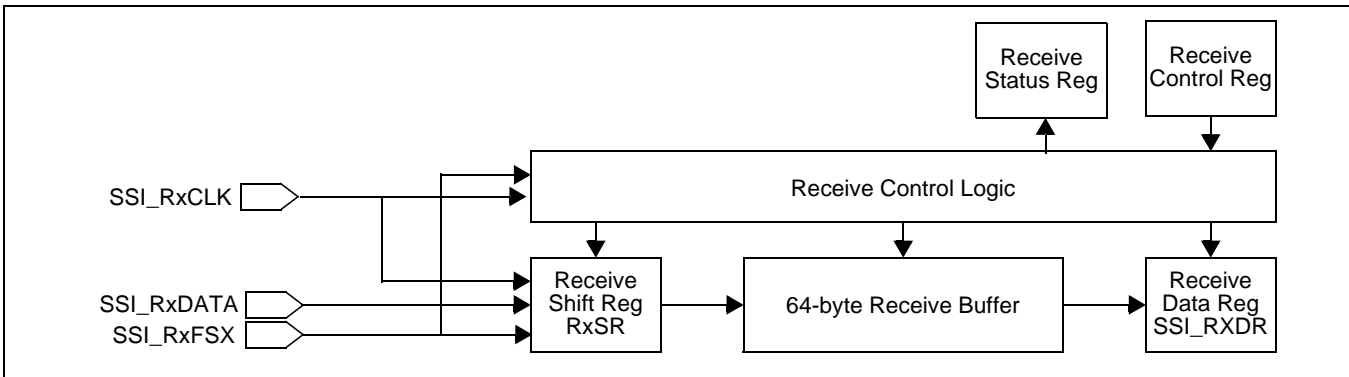 Receive
Status Reg
Receive
Control Reg
SSI_RxCLK
Receive Control Logic
SSI_RxDATA
SSI_RxFSX
Receive
Shift Reg
RxSR
64-byte Receive Buffer
Receive
Data Reg
SSI_RXDR